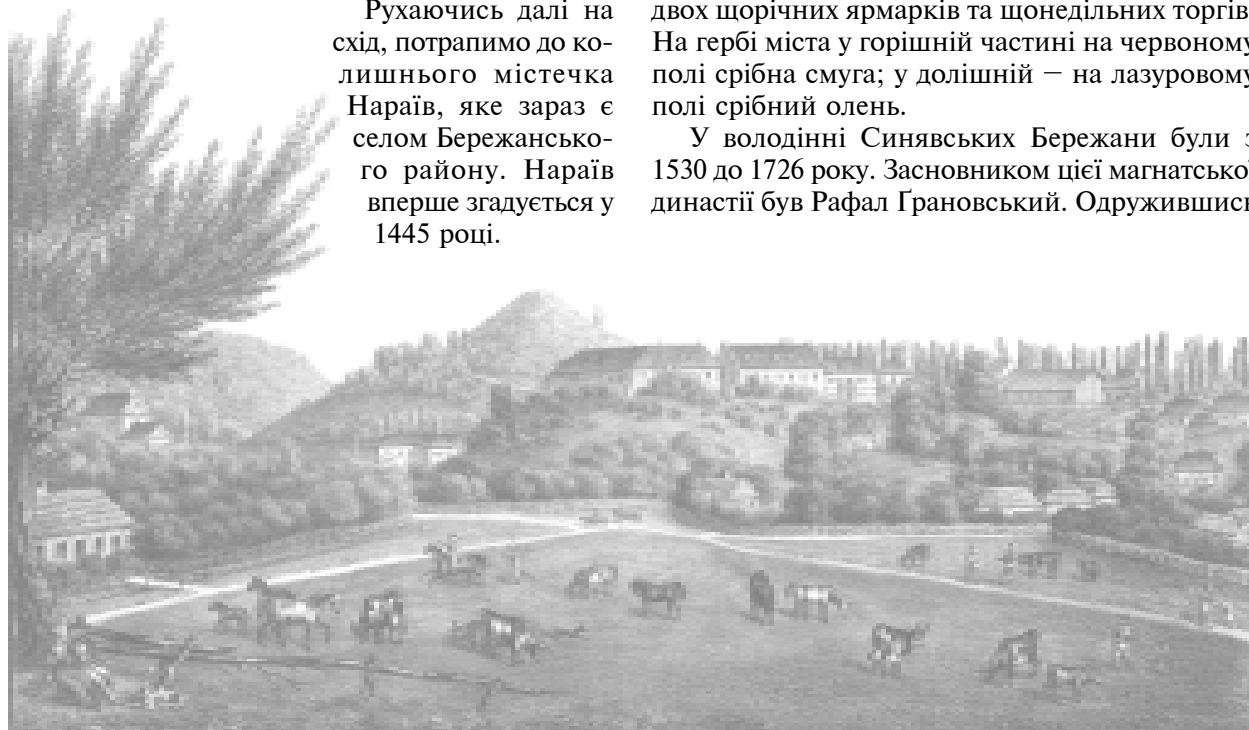 Рухаючись далі на
схід, потрапимо до ко-
лишнього містечка
Нараїв, яке зараз є
селом Бережансько-
го району. Нараїв
вперше згадується у
1445 році.
двох щорічних ярмарків та щонедільних торгів
На гербі міста у горішній частині на червоному
полі срібна смуга; у долішній — на лазуровому
полі срібний олень.
У володінні Синявських Бережани були з
1530 до 1726 року. Засновником цієї магнатської
династії був Рафал Ґрановський. Одружившись